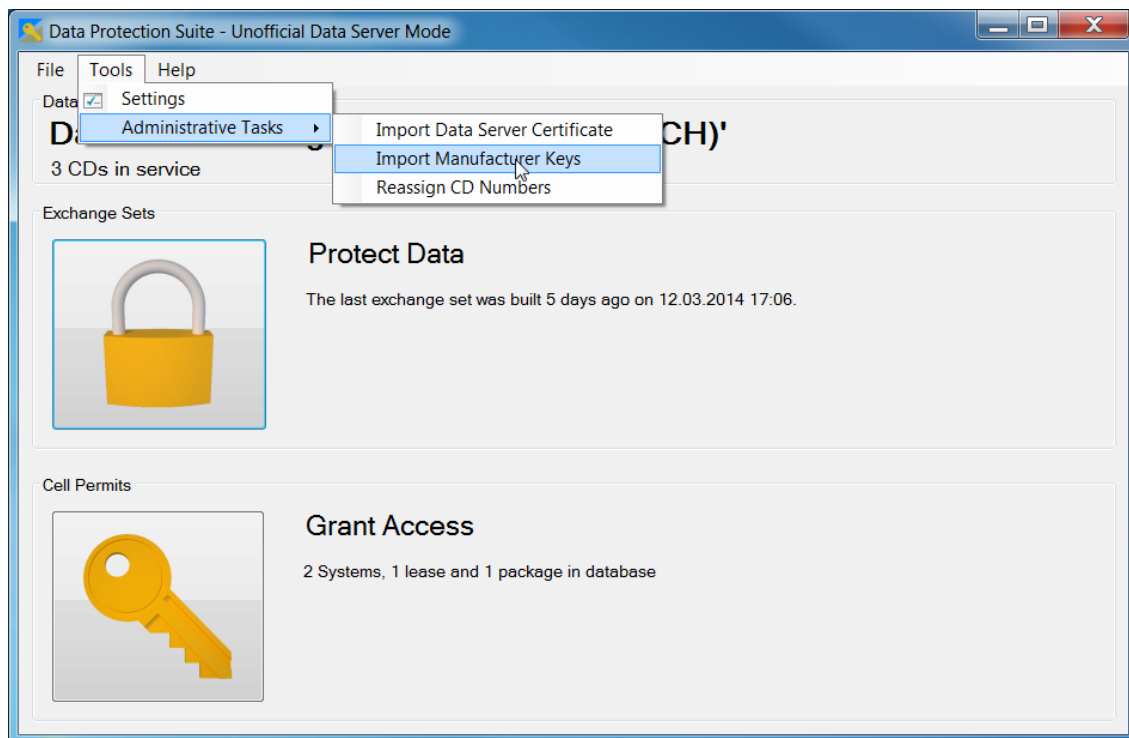 Data Protection Suite - Unofficial Data Server Mode
File Tools Help
Settings
Administrative Tasks
Import Data Server Certificate
Import Manufacturer Keys
Reassign CD Numbers
Data
CH)'
3 CDs in service
Exchange Sets
Protect Data
The last exchange set was built 5 days ago on 12.03.2014 17:06.
Cell Permits
Grant Access
2 Systems, 1 lease and 1 package in database